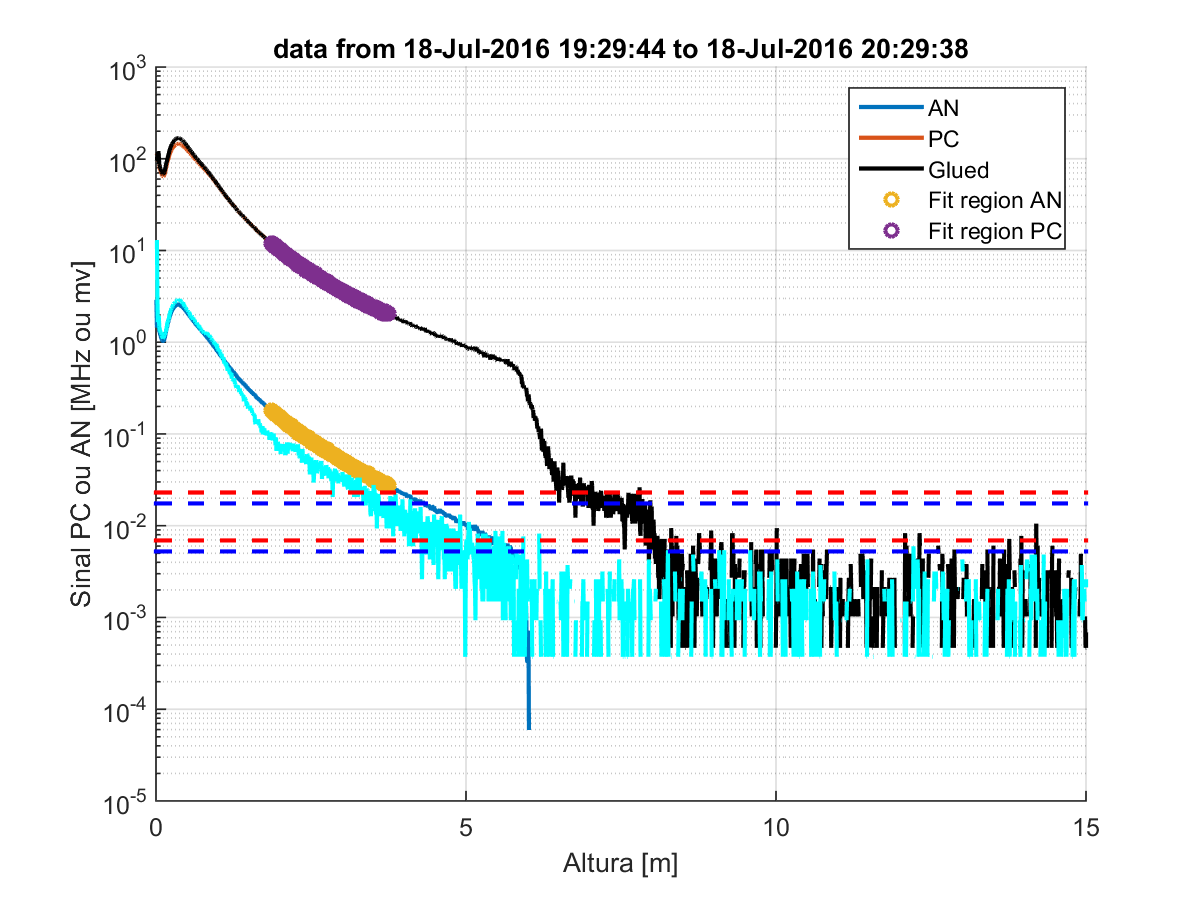 data from 18-Jul-2016 19:29:44 to 18-Jul-2016 20:29:38
AN
PC
Glued
Fit region AN
Fit region PC
Sinal PC ou AN [MHz ou mv]
10^3
10^2
10^1
10^0
10^-1
10^-2
10^-3
10^-4
10^-5
0 5 10 15
Altura [m]